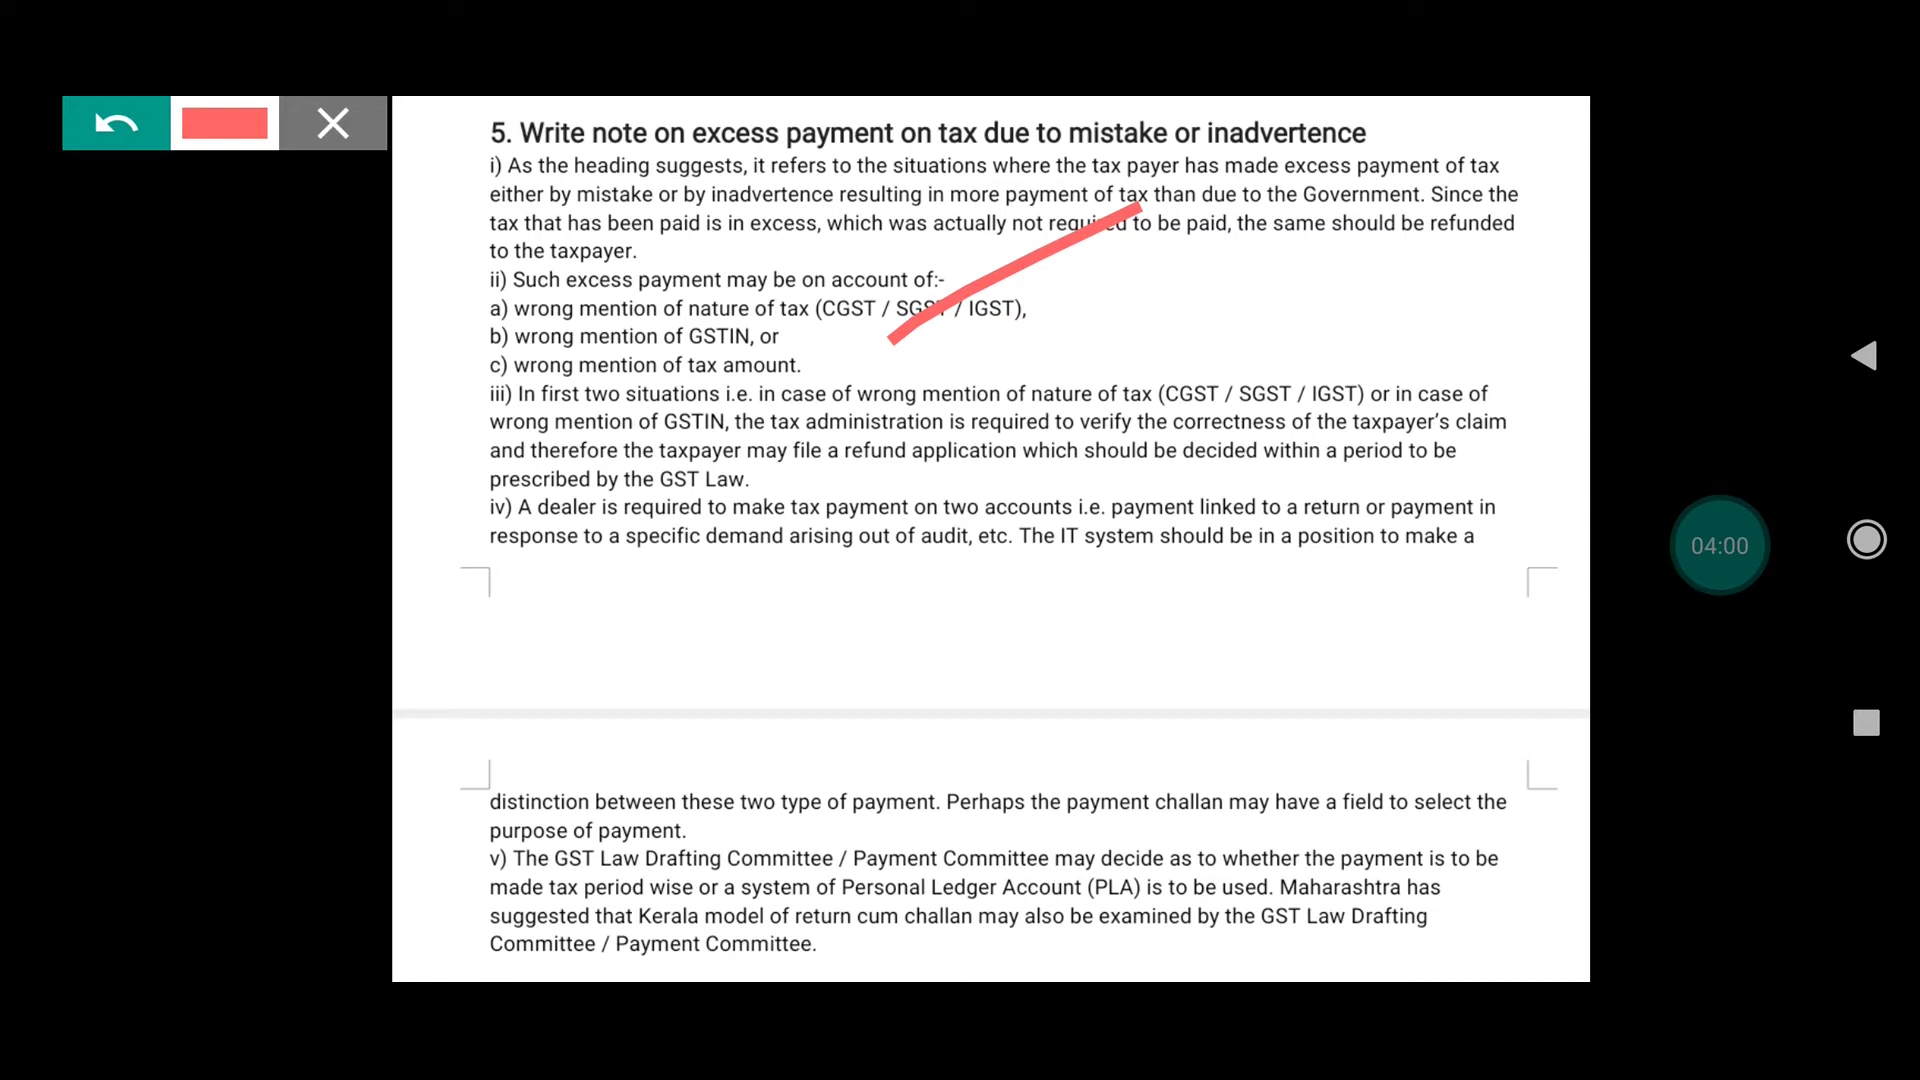 5. Write note on excess payment on tax due to mistake or inadvertence
i) As the heading suggests, it refers to the situations where the tax payer has made excess payment of tax
either by mistake or by inadvertence resulting in more payment of tax than due to the Government. Since the
tax that has been paid is in excess, which was actually not required to be paid, the same should be refunded
to the taxpayer.
ii) Such excess payment may be on account of:-
a) wrong mention of nature of tax (CGST / SGST / IGST),
b) wrong mention of GSTIN, or
c) wrong mention of tax amount.
iii) In first two situations i.e. in case of wrong mention of nature of tax (CGST / SGST / IGST) or in case of
wrong mention of GSTIN, the tax administration is required to verify the correctness of the taxpayer’s claim
and therefore the taxpayer may file a refund application which should be decided within a period to be
prescribed by the GST Law.
iv) A dealer is required to make tax payment on two accounts i.e. payment linked to a return or payment in
response to a specific demand arising out of audit, etc. The IT system should be in a position to make a
04:00
distinction between these two type of payment. Perhaps the payment challan may have a field to select the
purpose of payment.
v) The GST Law Drafting Committee / Payment Committee may decide as to whether the payment is to be
made tax period wise or a system of Personal Ledger Account (PLA) is to be used. Maharashtra has
suggested that Kerala model of return cum challan may also be examined by the GST Law Drafting
Committee / Payment Committee.